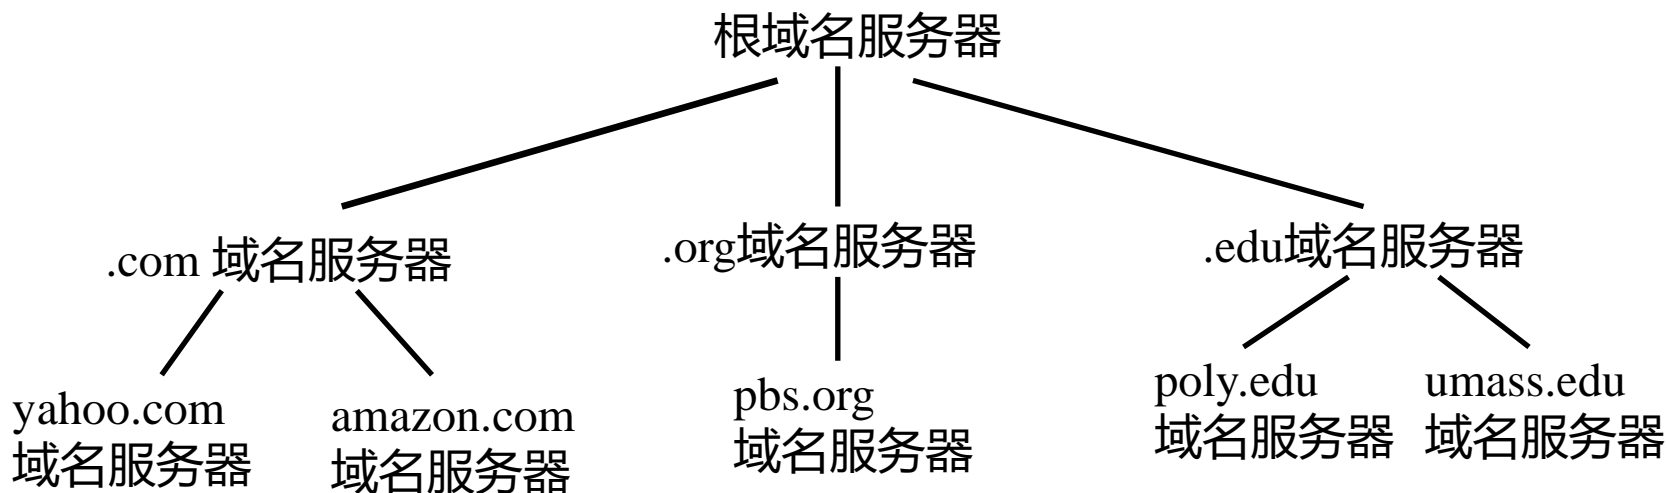 根域名服务器
.com 域名服务器
.org域名服务器
.edu域名服务器
yahoo.com
域名服务器
amazon.com
域名服务器
pbs.org
域名服务器
poly.edu
域名服务器
umass.edu
域名服务器